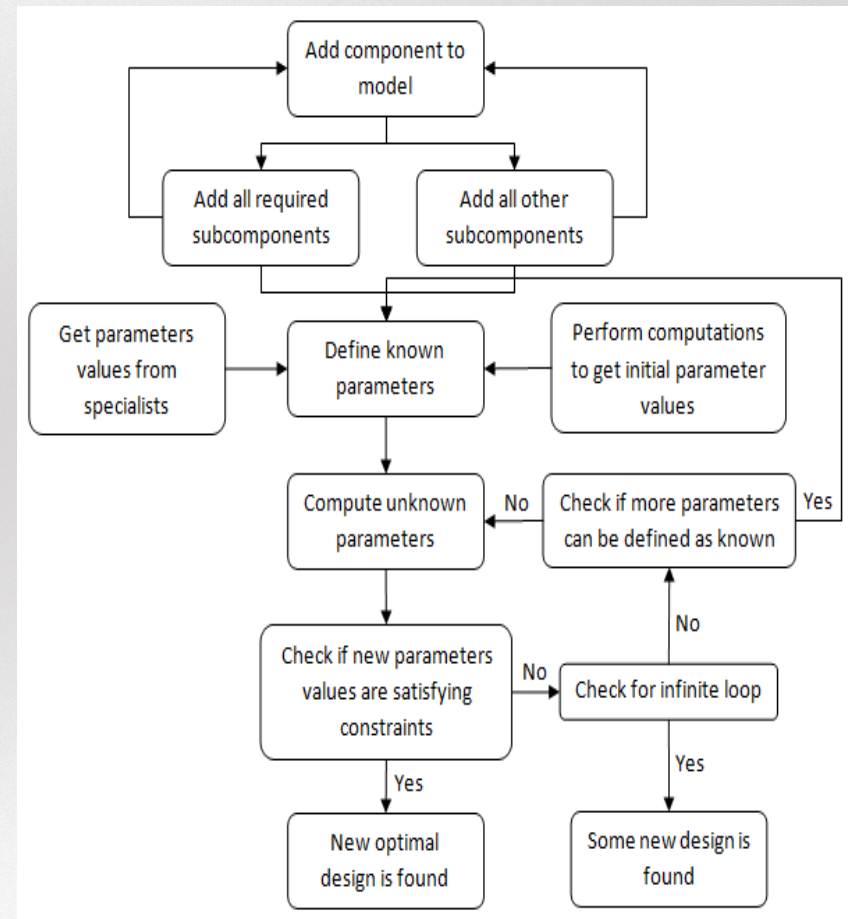 Add component to
model
Add all required
subcomponents
Add all other
subcomponents
Get parameters
values from
specialists
Define known
parameters
Perform computations
to get initial parameter
values
Compute unknown
parameters
No
Check if more parameters
can be defined as known
Yes
No
Check if new parameters
values are satisfying
constraints
No
Check for infinite loop
Yes
Yes
New optimal
design is found
Some new design is
found